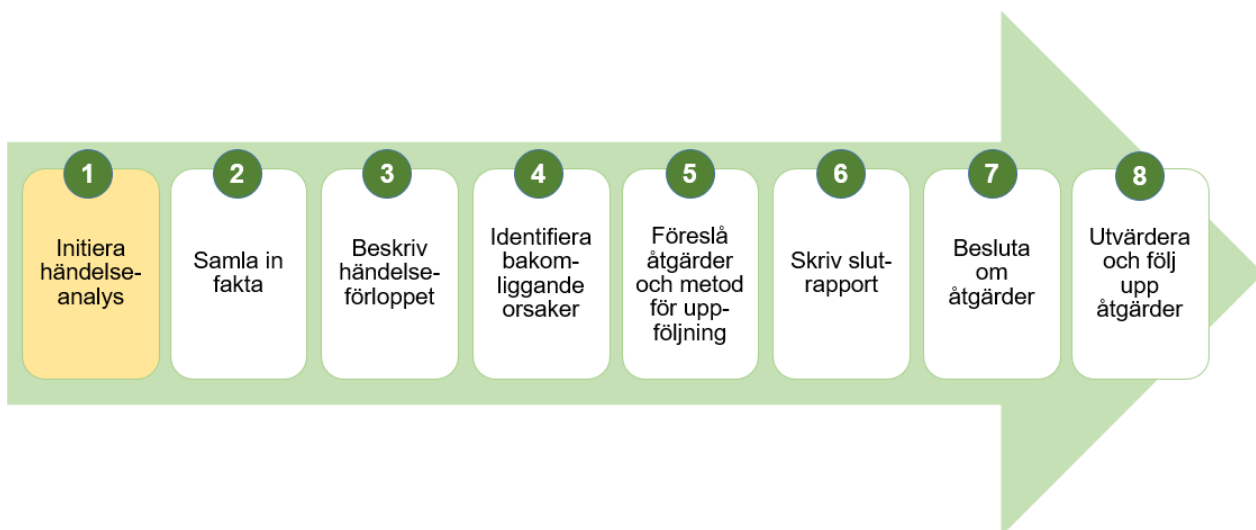 1
Initiera
händelse-
analys
2
Samla in
fakta
3
Beskriv
händelse-
förloppet
4
Identifiera
bakom-
liggande
orsaker
5
Föreslå
åtgärder
och metod
för upp-
följning
6
Skriv slut-
rapport
7
Besluta
om
åtgärder
8
Utvärdera
och följ
upp
åtgärder